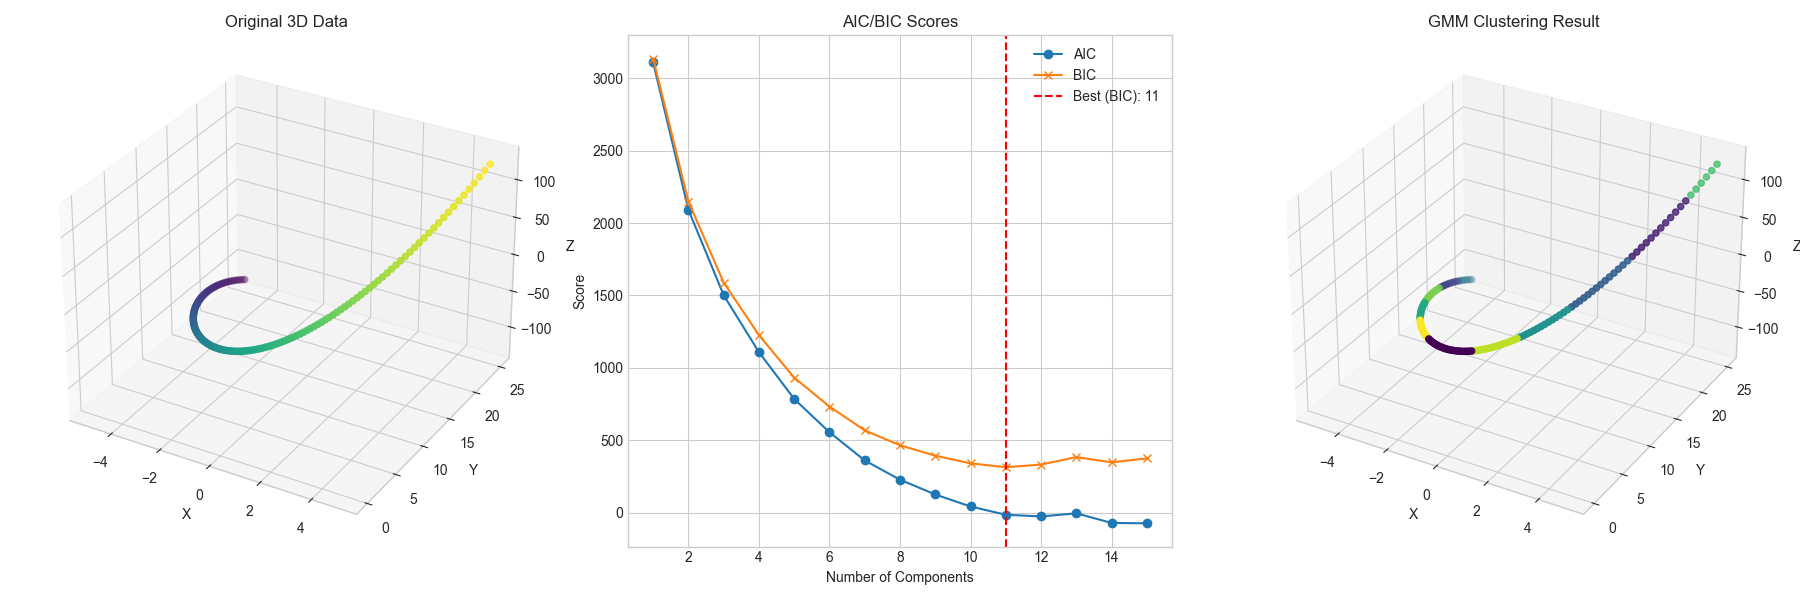 Original 3D Data
100
50
0
−50
−100
Z
25
20
15
10
5
0
Y
−4
−2
0
2
4
X
AIC/BIC Scores
AIC
BIC
Best (BIC): 11
3000
2500
2000
1500
1000
500
0
Score
2 4 6 8 10 12 14
Number of Components
GMM Clustering Result
100
50
0
−50
−100
Z
25
20
15
10
5
0
Y
−4
−2
0
2
4
X